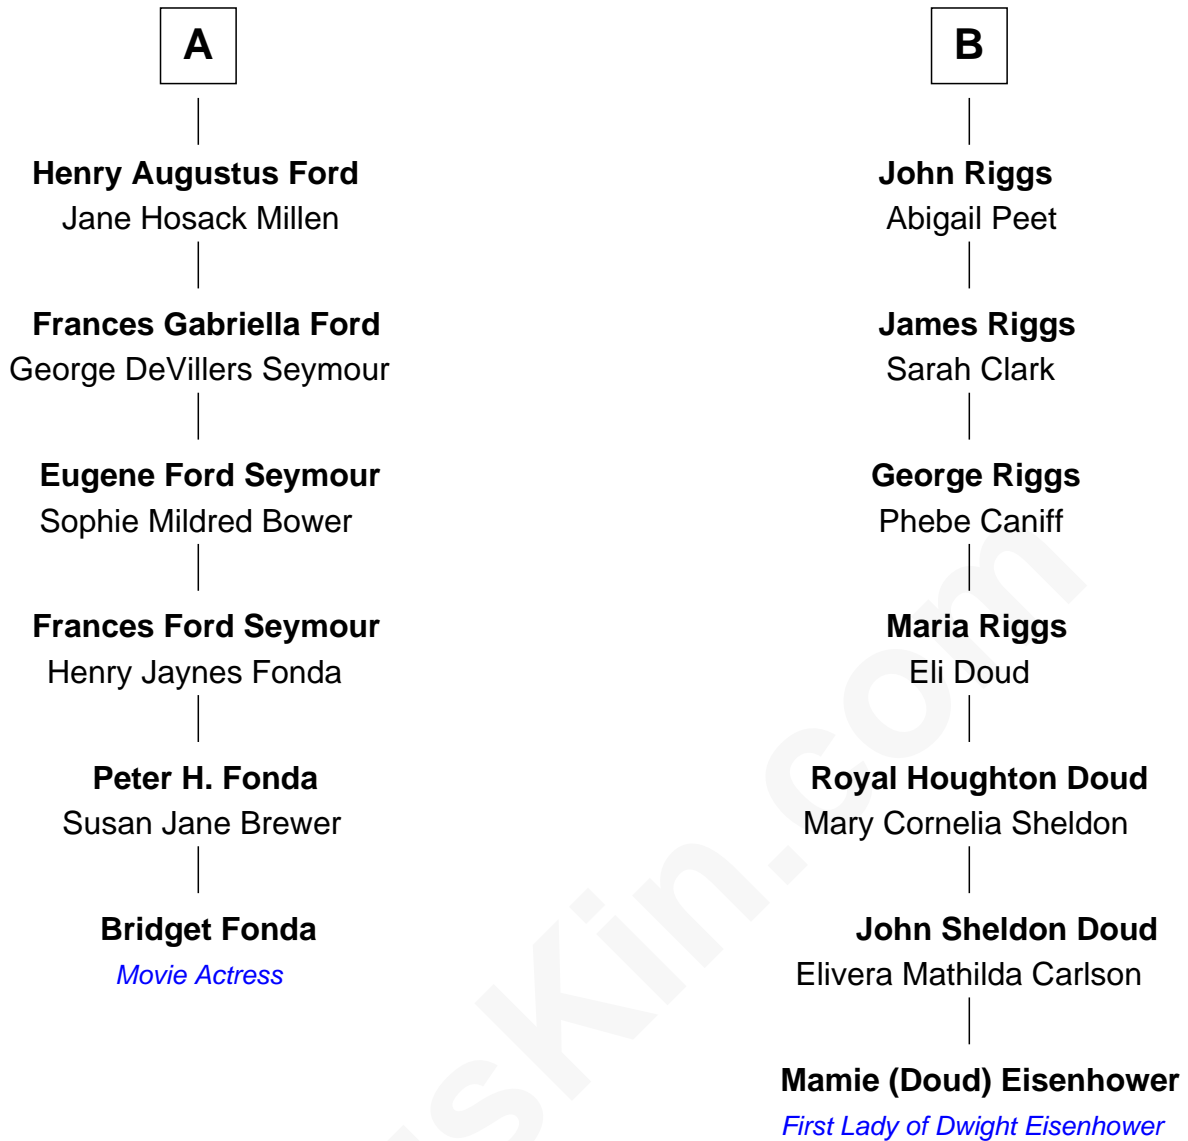 A
Henry Augustus Ford
Jane Hosack Millen
Frances Gabriella Ford
George DeVillers Seymour
Eugene Ford Seymour
Sophie Mildred Bower
Frances Ford Seymour
Henry Jaynes Fonda
Peter H. Fonda
Susan Jane Brewer
Bridget Fonda
Movie Actress
B
John Riggs
Abigail Peet
James Riggs
Sarah Clark
George Riggs
Phebe Caniff
Maria Riggs
Eli Doud
Royal Houghton Doud
Mary Cornelia Sheldon
John Sheldon Doud
Elivera Mathilda Carlson
Mamie (Doud) Eisenhower
First Lady of Dwight Eisenhower